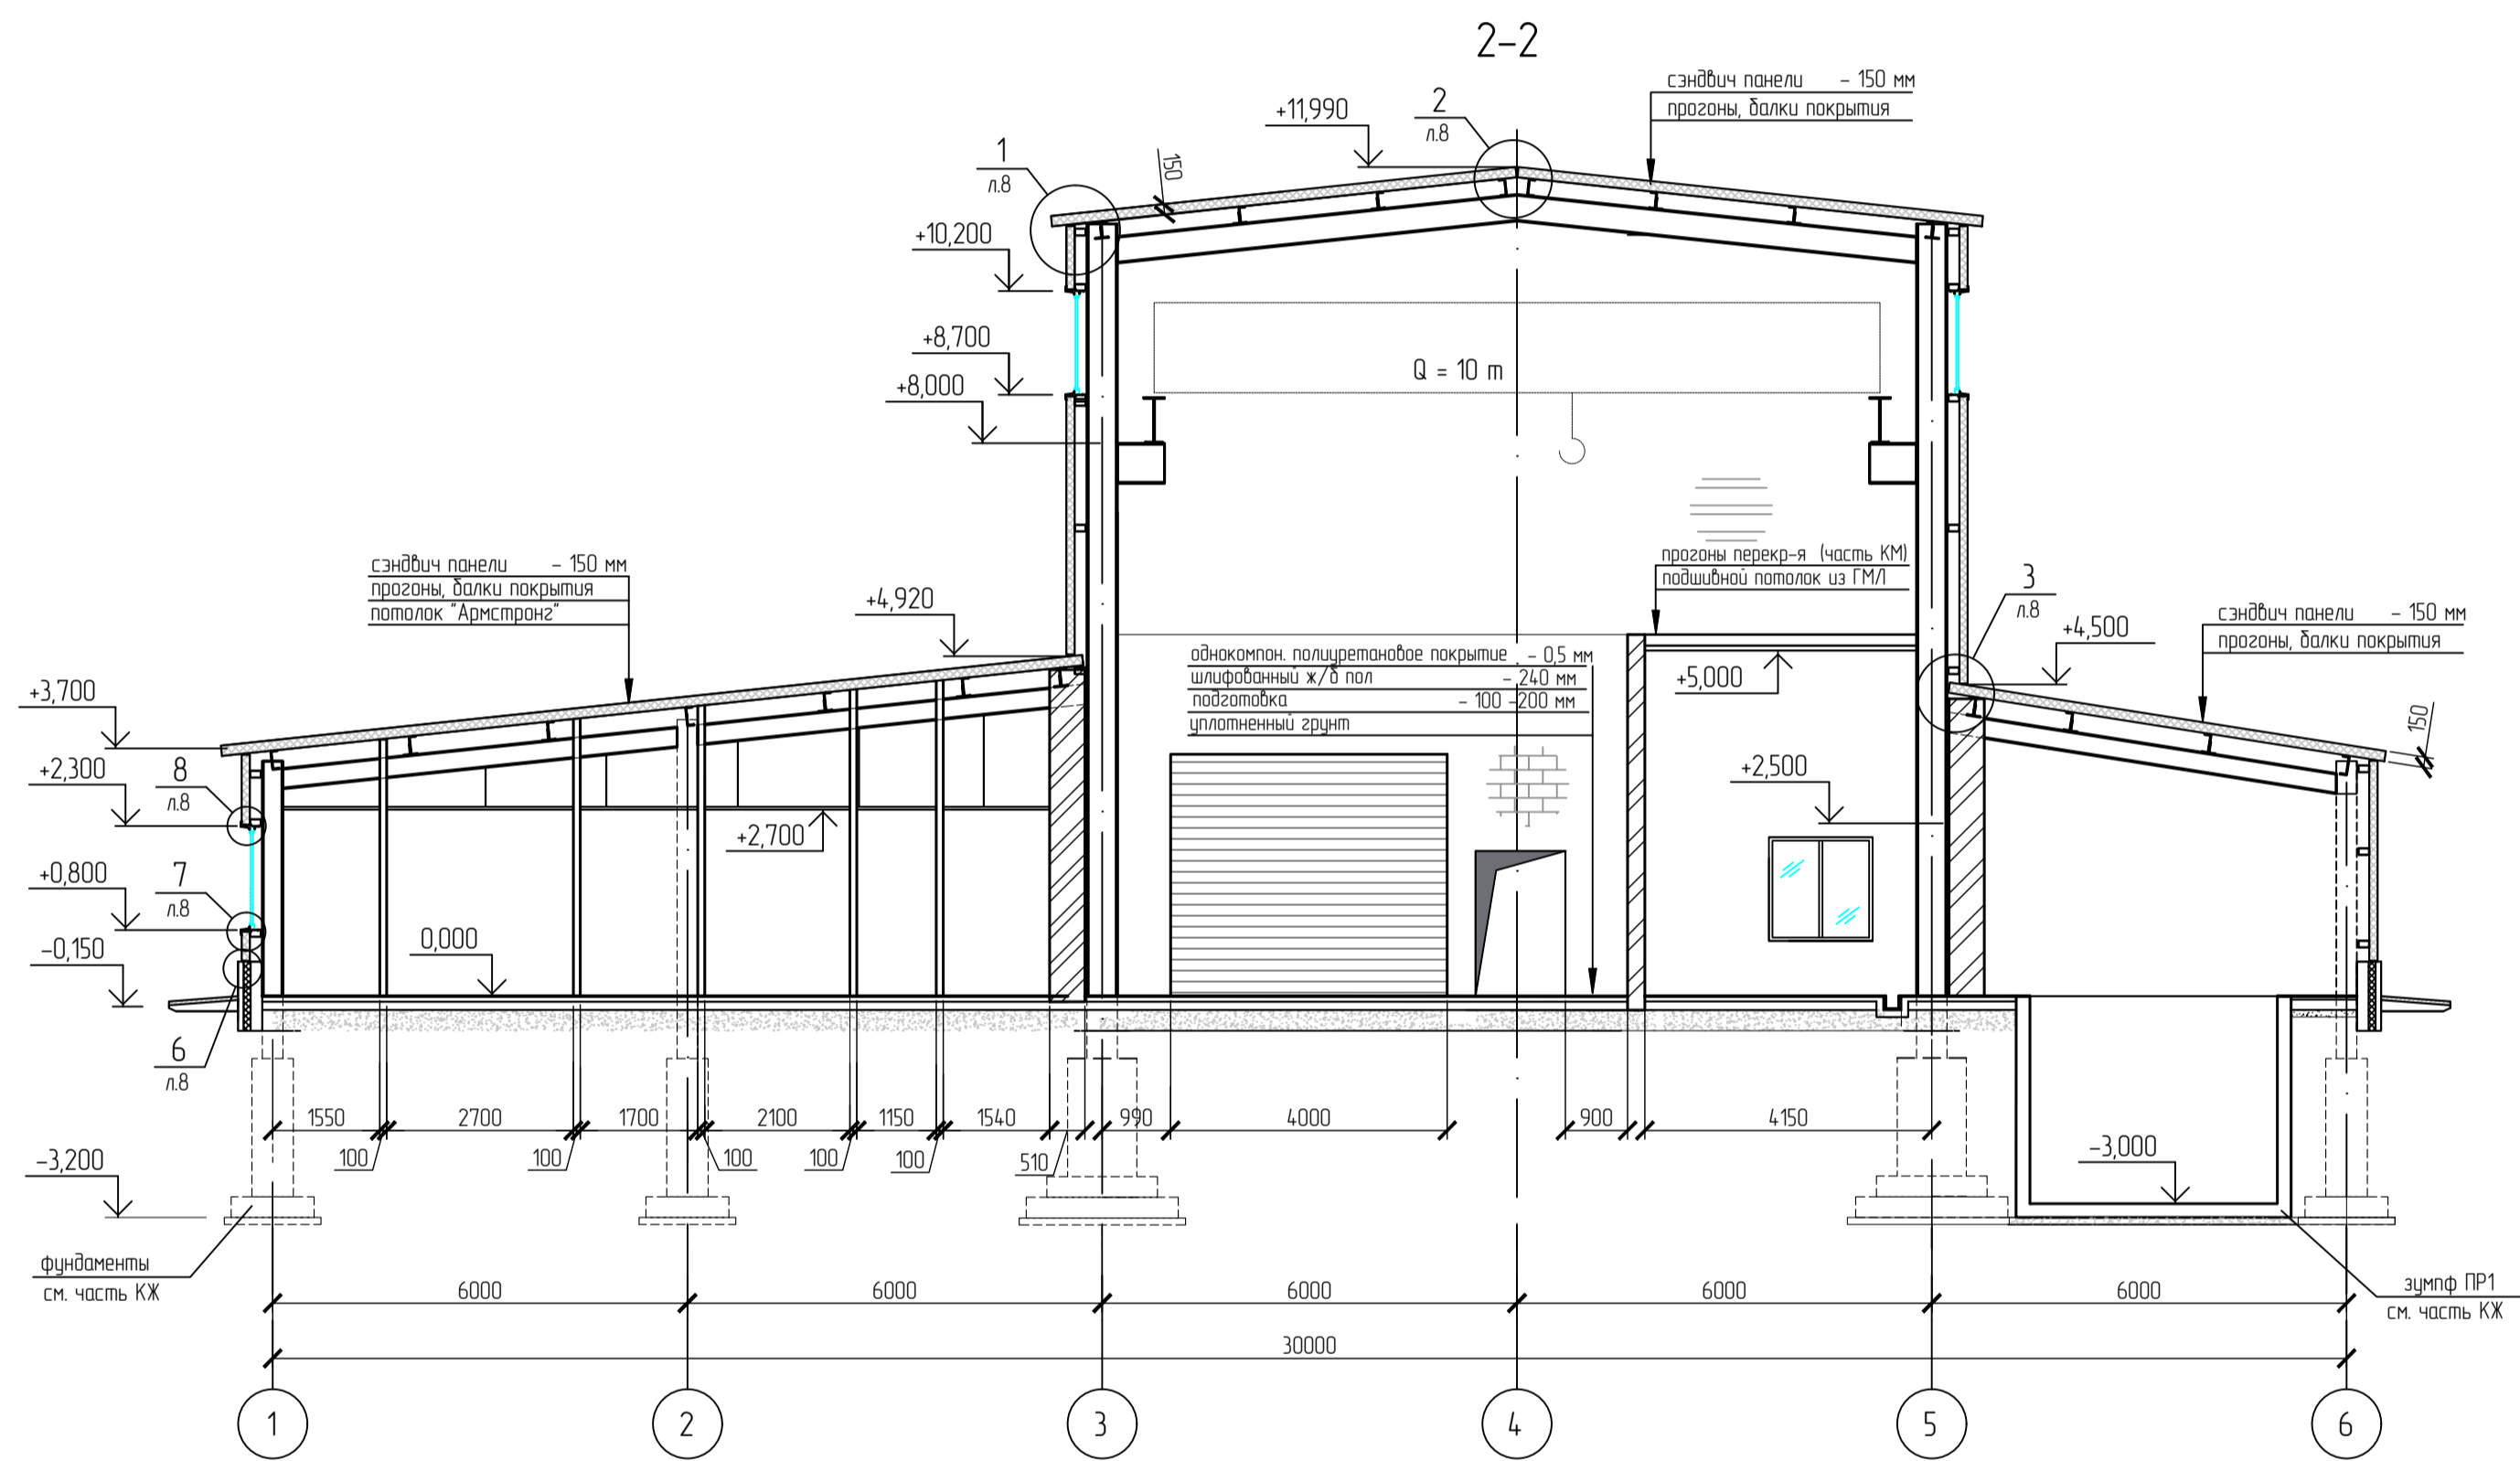 2-2
сэндвич панели - 150 мм
прогоны, балки покрытия
+11,990
2
л.8
1
л.8
150
+10,200
+8,700
Q = 10 т
+8,000
прогоны перекр-я (часть КМ)
подшивной потолок из ГМЛ
сэндвич панели - 150 мм
прогоны, балки покрытия
потолок "Армстронг"
3
л.8
+4,920
сэндвич панели - 150 мм
прогоны, балки покрытия
+4,500
однокомпон. полиуретановое покрытие - 0,5 мм
шлифованный ж/б пол - 240 мм
подготовка - 100 -200 мм
уплотненный грунт
+5,000
+3,700
150
+2,300
8
л.8
+2,500
+2,700
+0,800
7
л.8
0,000
-0,150
6
л.8
1550 2700 1700 2100 1150 1540 990 4000 900 4150
100 100 100 100 100 510
-3,200
-3,000
фундаменты
см. часть КЖ
зумпф ПР1
см. часть КЖ
6000 6000 6000 6000 6000
30000
1 2 3 4 5 6